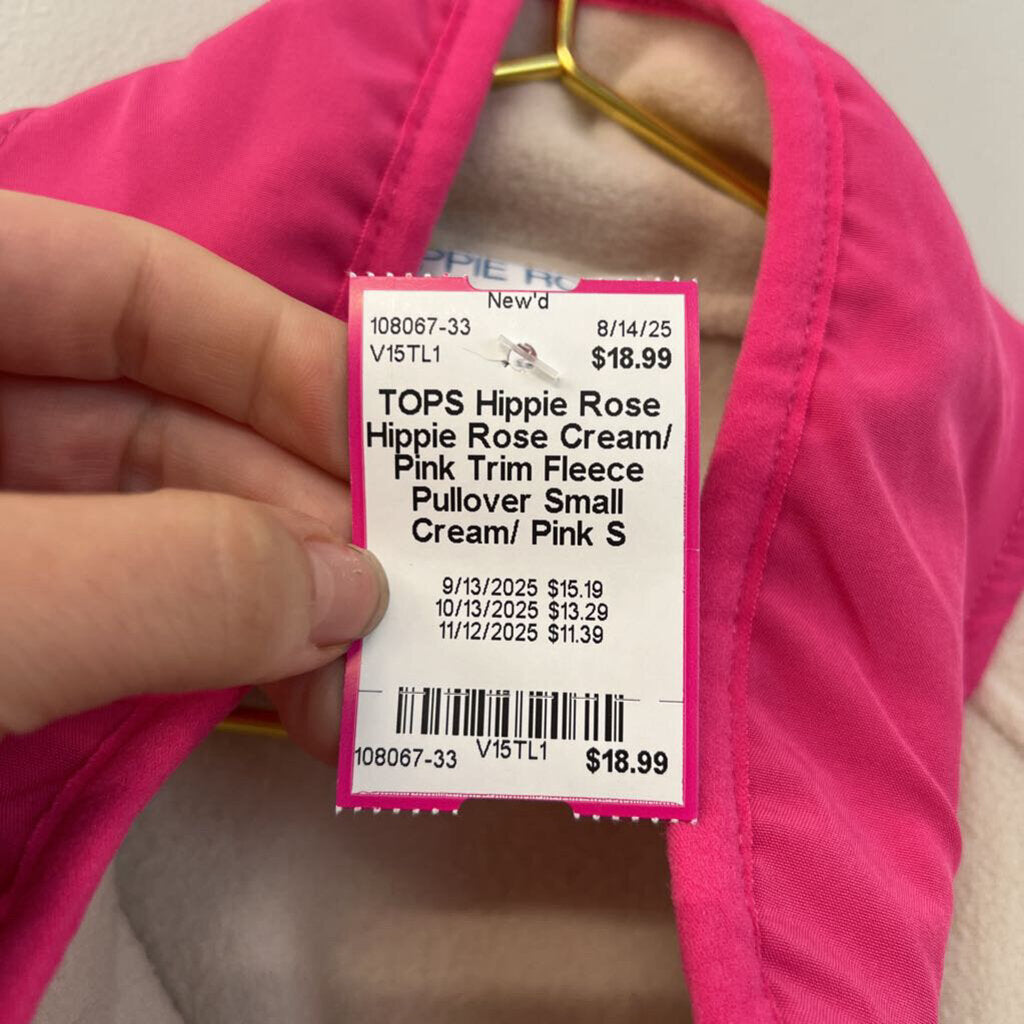 PPIE RO
New'd
108067-33 8/14/25
V15TL1 $18.99
TOPS Hippie Rose
Hippie Rose Cream/
Pink Trim Fleece
Pullover Small
Cream/ Pink S
9/13/2025 $15.19
10/13/2025 $13.29
11/12/2025 $11.39
108067-33 V15TL1 $18.99